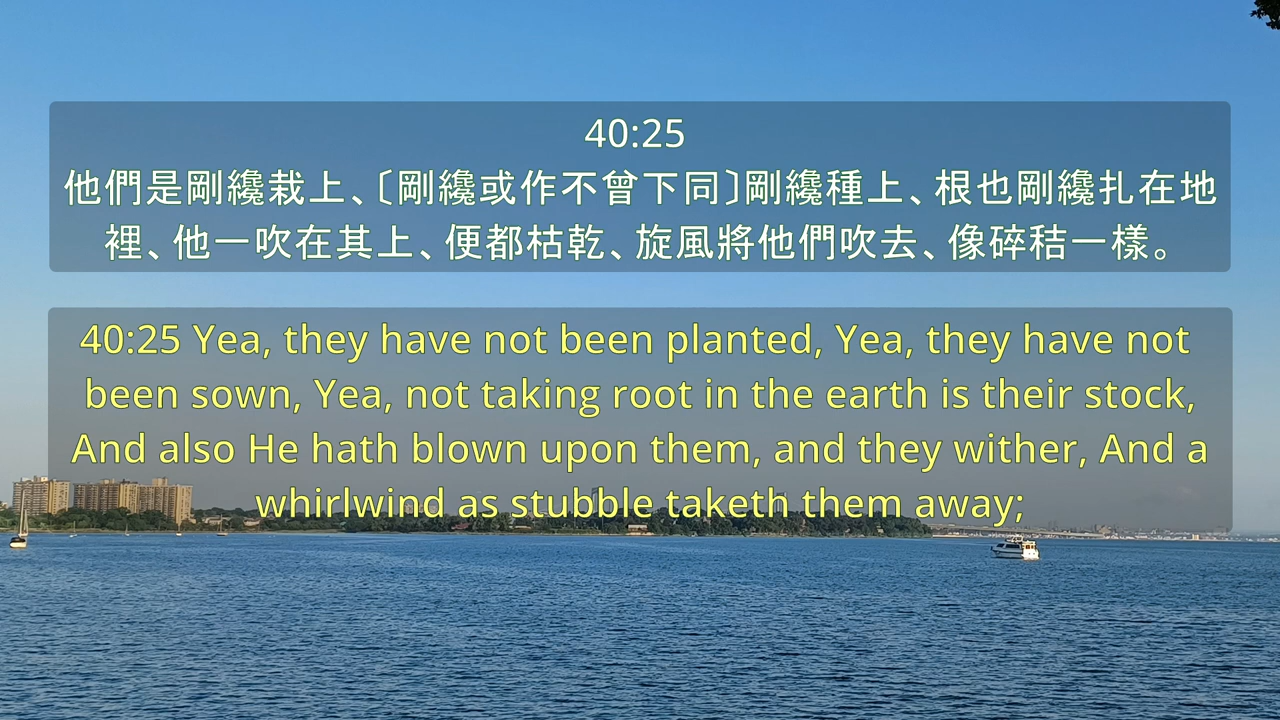 40:25
他們是剛纔栽上、〔剛纔或作不曾下同〕剛纔種上、根也剛纔扎在地
裡、他一吹在其上、便都枯乾、旋風將他們吹去、像碎秸一樣。
40:25 Yea, they have not been planted, Yea, they have not
been sown, Yea, not taking root in the earth is their stock,
And also He hath blown upon them, and they wither, And a
whirlwind as stubble taketh them away;